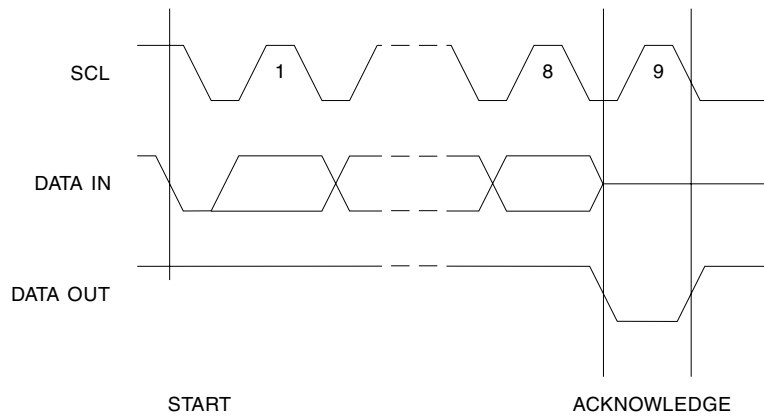 SCL
1
8
9
DATA IN
DATA OUT
START
ACKNOWLEDGE